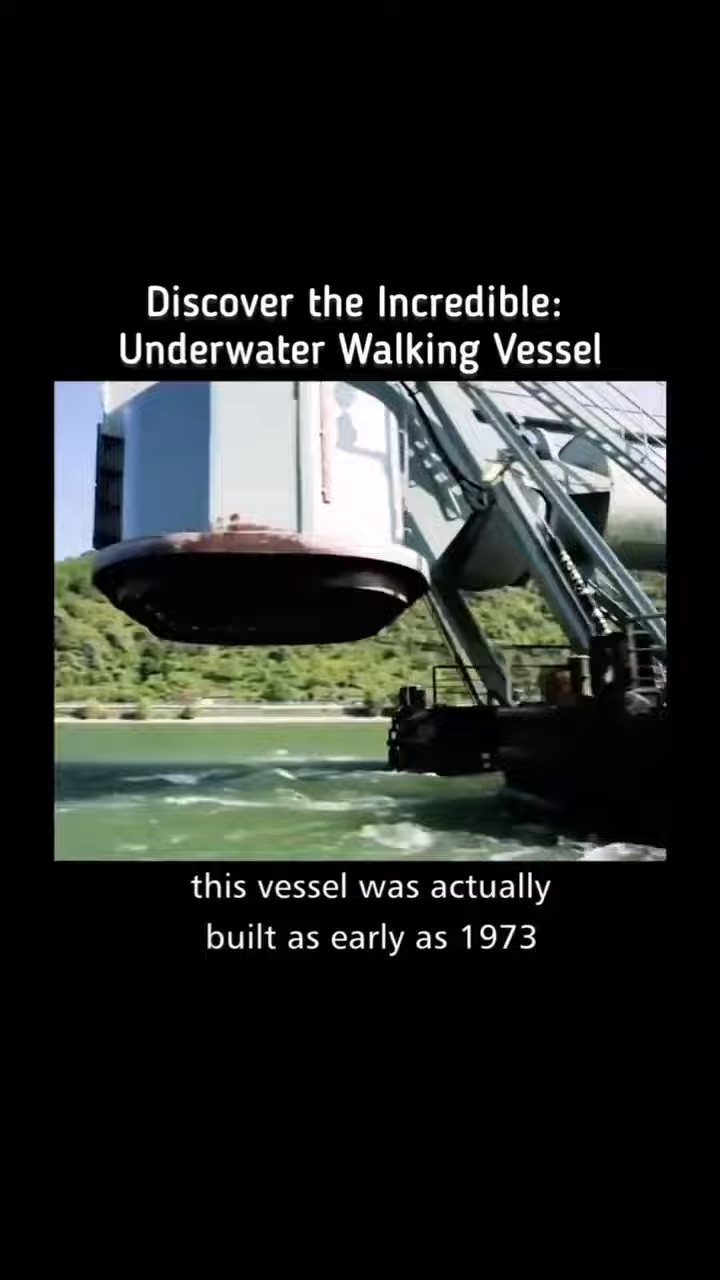 Discover the Incredible:
Underwater Walking Vessel
this vessel was actually
built as early as 1973